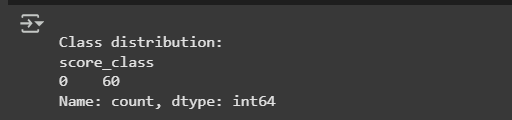 Class distribution:
score_class
0    60
Name: count, dtype: int64